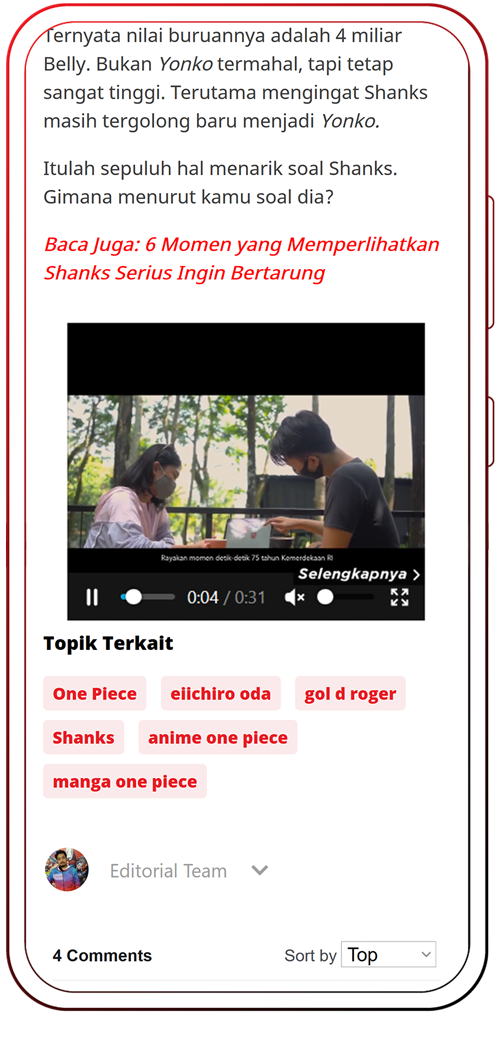 Ternyata nilai buruannya adalah 4 miliar
Belly. Bukan Yonko termahal, tapi tetap
sangat tinggi. Terutama mengingat Shanks
masih tergolong baru menjadi Yonko.
Itulah sepuluh hal menarik soal Shanks.
Gimana menurut kamu soal dia?
Baca Juga: 6 Momen yang Memperlihatkan
Shanks Serius Ingin Bertarung
Rayakan momen detik-detik 75 tahun Kemerdekaan RI
Selengkapnya
0:04 / 0:31
Topik Terkait
One Piece eiichiro oda gol d roger
Shanks anime one piece
manga one piece
Editorial Team
4 Comments Sort by Top